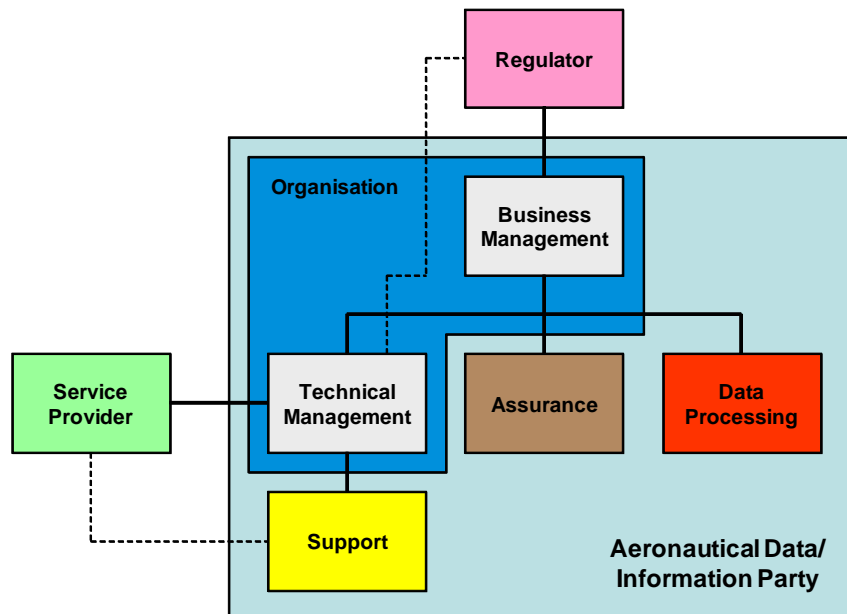 Regulator
Organisation
Business
Management
Service
Provider
Technical
Management
Assurance
Data
Processing
Support
Aeronautical Data/
Information Party